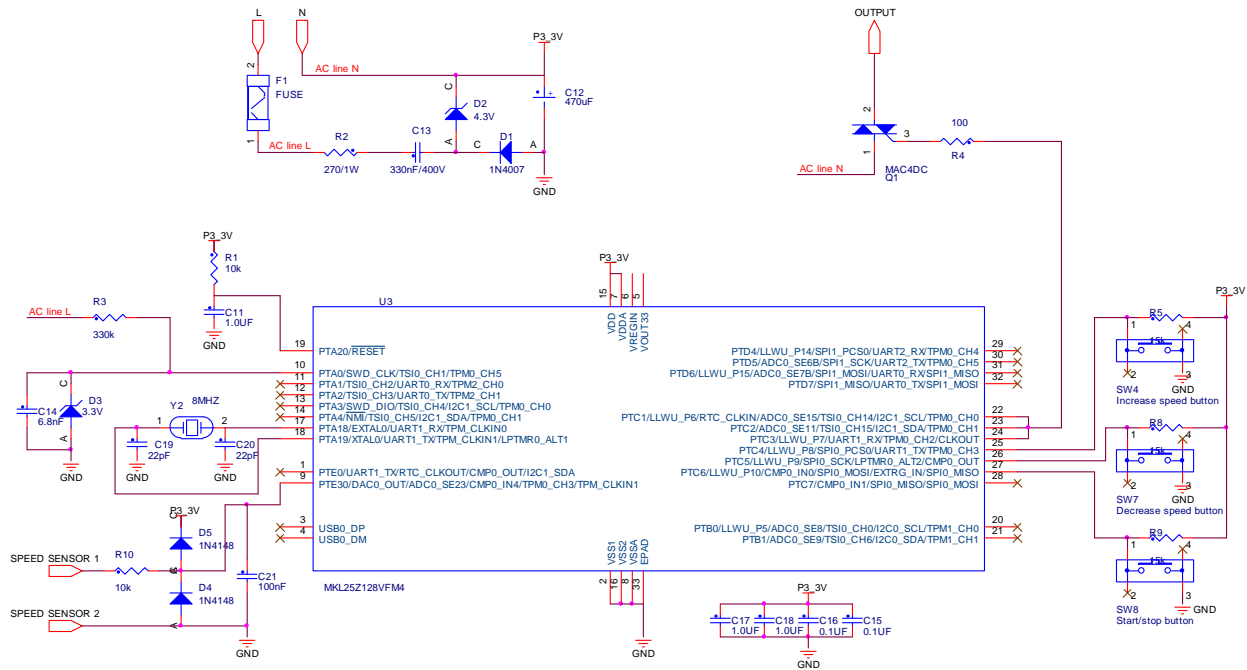 L
N
OUTPUT
P3_3V
2
AC line N
F1
FUSE
C
D2
4.3V
C12
470uF
+
2
1
A
R2
C13
C
D1
A
AC line L
270/1W
330nF/400V
1N4007
GND
3
100
R4
1
AC line N
MAC4DC
Q1
P3_3V
R1
10k
C11
1.0UF
GND
R3
AC line L
330k
C
C14
6.8nF
D3
3.3V
A
GND
Y2
8MHZ
1
2
C19
22pF
C20
22pF
GND
GND
P3_3V
15
7
6
5
VDD
VDDA
VREGIN
VOUT33
U3
19 PTA20/RESET
10 PTA0/SWD_CLK/TSI0_CH1/TPM0_CH5
11 PTA1/TSI0_CH2/UART0_RX/TPM2_CH0
12 PTA2/TSI0_CH3/UART0_TX/TPM2_CH1
13 PTA3/SWD_DIO/TSI0_CH4/I2C1_SCL/TPM0_CH0
14 PTA4/NMI/TSI0_CH5/I2C1_SDA/TPM0_CH1
17 PTA18/EXTAL0/UART1_RX/TPM_CLKIN0
18 PTA19/XTAL0/UART1_TX/TPM_CLKIN1/LPTMR0_ALT1
1 PTE0/UART1_TX/RTC_CLKOUT/CMP0_OUT/I2C1_SDA
9 PTE30/DAC0_OUT/ADC0_SE23/CMP0_IN4/TPM0_CH3/TPM_CLKIN1
3 USB0_DP
4 USB0_DM
PTD4/LLWU_P14/SPI1_PCS0/UART2_RX/TPM0_CH4 29
PTD5/ADC0_SE6B/SPI1_SCK/UART2_TX/TPM0_CH5 30
PTD6/LLWU_P15/ADC0_SE7B/SPI1_MOSI/UART0_RX/SPI1_MISO 31
PTD7/SPI1_MISO/UART0_TX/SPI1_MOSI 32
PTC1/LLWU_P6/RTC_CLKIN/ADC0_SE15/TSI0_CH14/I2C1_SCL/TPM0_CH0 22
PTC2/ADC0_SE11/TSI0_CH15/I2C1_SDA/TPM0_CH1 23
PTC3/LLWU_P7/UART1_RX/TPM0_CH2/CLKOUT 24
PTC4/LLWU_P8/SPI0_PCS0/UART1_TX/TPM0_CH3 25
PTC5/LLWU_P9/SPI0_SCK/LPTMR0_ALT2/CMP0_OUT 26
PTC6/LLWU_P10/CMP0_IN0/SPI0_MOSI/EXTRG_IN/SPI0_MISO 27
PTC7/CMP0_IN1/SPI0_MISO/SPI0_MOSI 28
PTB0/LLWU_P5/ADC0_SE8/TSI0_CH0/I2C0_SCL/TPM1_CH0 20
PTB1/ADC0_SE9/TSI0_CH6/I2C0_SDA/TPM1_CH1 21
VSS1
VSS2
VSSA
EPAD
2
16
8
33
MKL25Z128VFM4
GND
P3_3V
C
D5
1N4148
SPEED SENSOR 1
R10
10k
D4
1N4148
C21
100nF
SPEED SENSOR 2
A
GND
P3_3V
C17
1.0UF
C18
1.0UF
C16
0.1UF
C15
0.1UF
GND
P3_3V
R5
1
4
15k
2
3
GND
SW4
Increase speed button
R8
1
4
15k
2
3
GND
SW7
Decrease speed button
R9
1
4
15k
2
3
GND
SW8
Start/stop button